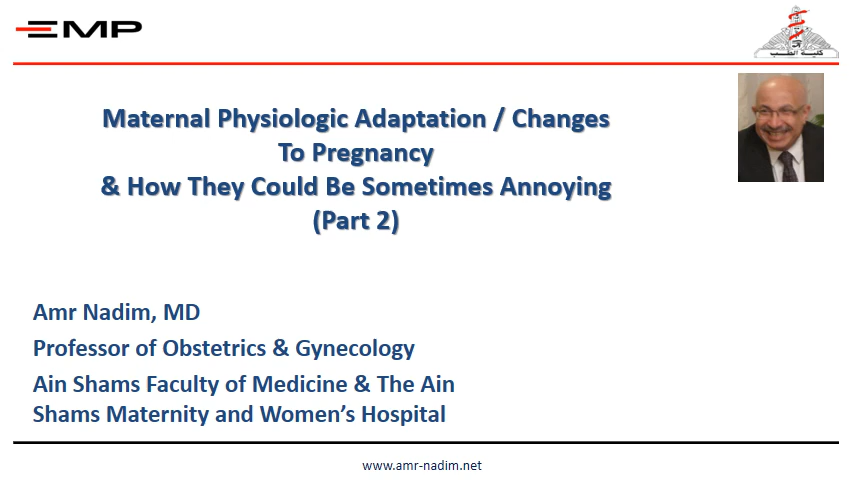 EMP
كلية الطب
Maternal Physiologic Adaptation / Changes
To Pregnancy
& How They Could Be Sometimes Annoying
(Part 2)
Amr Nadim, MD
Professor of Obstetrics & Gynecology
Ain Shams Faculty of Medicine & The Ain
Shams Maternity and Women's Hospital
www.amr-nadim.net